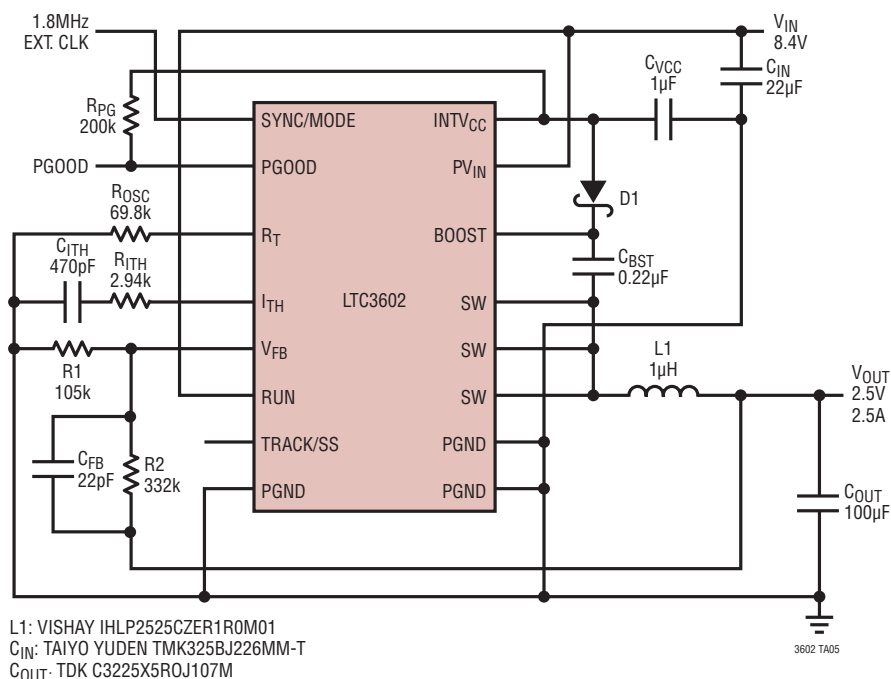 1.8MHz
EXT. CLK
VIN
8.4V
CVCC
1µF
CIN
22µF
RPG
200k
SYNC/MODE
INTVCC
PGOOD
PGOOD
PVIN
ROSC
69.8k
D1
RT
BOOST
CITH
470pF
RITH
2.94k
CBST
0.22µF
ITH
LTC3602
SW
VFB
SW
R1
105k
L1
1µH
RUN
SW
VOUT
2.5V
2.5A
TRACK/SS
PGND
CFB
22pF
R2
332k
PGND
PGND
COUT
100µF
L1: VISHAY IHLP2525CZER1R0M01
CIN: TAIYO YUDEN TMK325BJ226MM-T
COUT: TDK C3225X5ROJ107M
3602 TA05